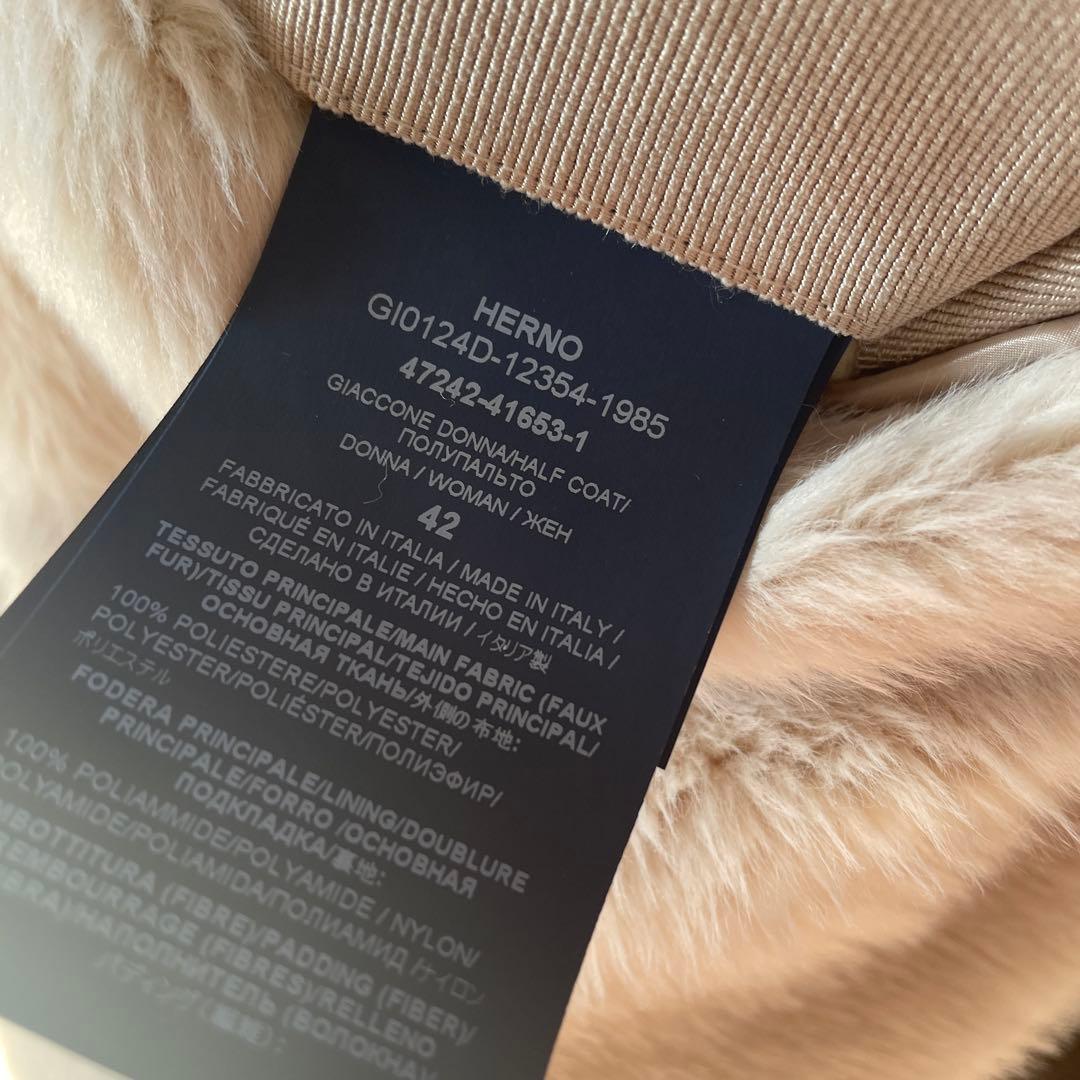 HERNO
GI0124D-12354-1985
47242-41653-1
GIACCONE DONNA/HALF COAT/
ПОЛУПАЛЬТО
DONNA / WOMAN / ЖЕН
42
FABBRICATO IN ITALIA / MADE IN ITALY /
FABRIQUÉ EN ITALIE / HECHO EN ITALIA /
СДЕЛАНО В ИТАЛИИ / イタリア製
TESSUTO PRINCIPALE/MAIN FABRIC (FAUX
FUR)/TISSU PRINCIPAL/TEJIDO PRINCIPAL/
ОСНОВНАЯ ТКАНЬ/外側の布地:
100% POLIESTERE/POLYESTER/
POLYESTER/POLIÉSTER/ПОЛИЭФИР/
ポリエステル
FODERA PRINCIPALE/LINING/DOUBLURE
PRINCIPALE/FORRO /ОСНОВНАЯ
ПОДКЛАДКА/裏地:
100% POLIAMMIDE/POLYAMIDE / NYLON/
POLYAMIDE/POLIAMIDA/ПОЛИАМИД /ナイロン
MBOTTITURA (FIBRE)/PADDING (FIBER)/
EMBOURRAGE (FIBRES)/RELLENO
BRA)/НАПОЛНИТЕЛЬ (ВОЛОКНА)/